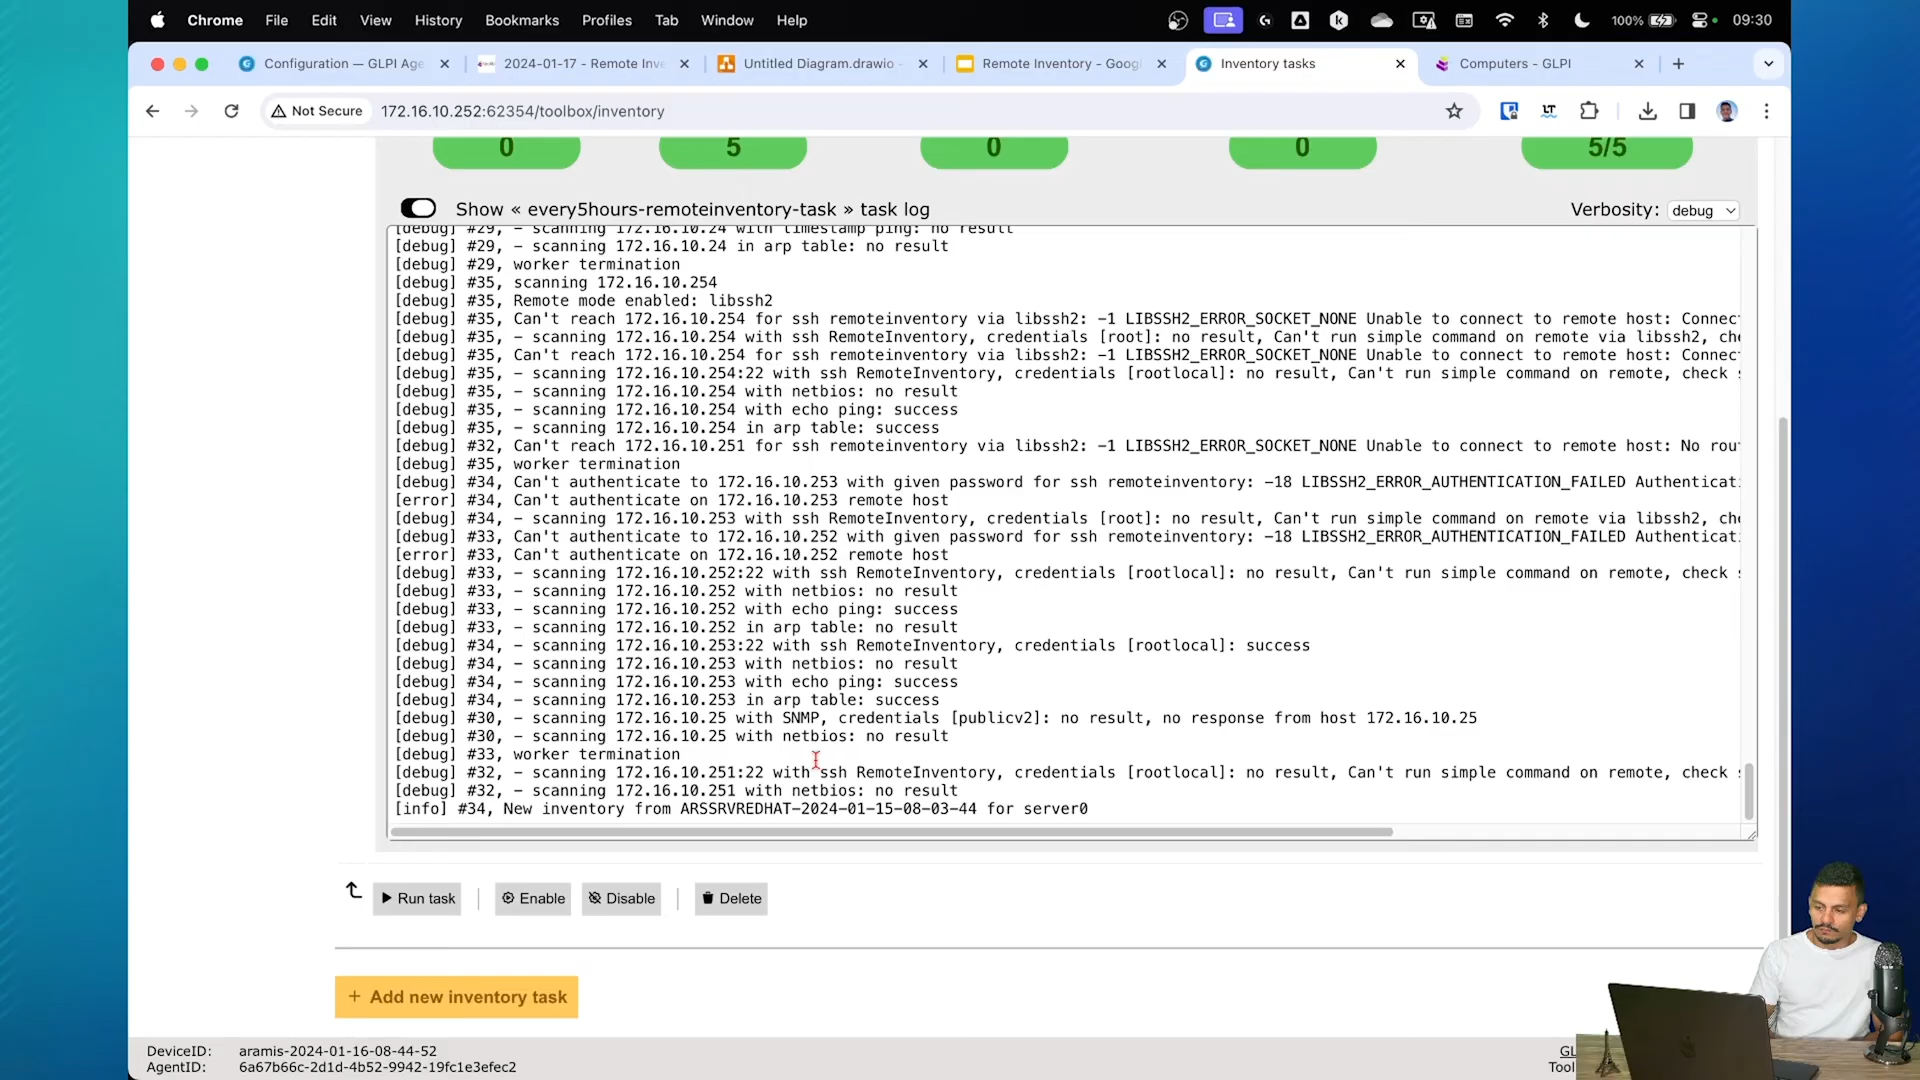 Chrome File Edit View History Bookmarks Profiles Tab Window Help 100% 09:30
Configuration — GLPI Age
2024-01-17 - Remote Inve
Untitled Diagram.drawio -
Remote Inventory - Googl
Inventory tasks
Computers - GLPI
Not Secure 172.16.10.252:62354/toolbox/inventory
0 5 0 0 5/5
Show « every5hours-remoteinventory-task » task log
Verbosity: debug
[debug] #29, - scanning 172.16.10.24 with timestamp ping: no result
[debug] #29, - scanning 172.16.10.24 in arp table: no result
[debug] #29, worker termination
[debug] #35, scanning 172.16.10.254
[debug] #35, Remote mode enabled: libssh2
[debug] #35, Can't reach 172.16.10.254 for ssh remoteinventory via libssh2: -1 LIBSSH2_ERROR_SOCKET_NONE Unable to connect to remote host: Connec
[debug] #35, - scanning 172.16.10.254 with ssh RemoteInventory, credentials [root]: no result, Can't run simple command on remote via libssh2, che
[debug] #35, Can't reach 172.16.10.254 for ssh remoteinventory via libssh2: -1 LIBSSH2_ERROR_SOCKET_NONE Unable to connect to remote host: Connec
[debug] #35, - scanning 172.16.10.254:22 with ssh RemoteInventory, credentials [rootlocal]: no result, Can't run simple command on remote, check
[debug] #35, - scanning 172.16.10.254 with netbios: no result
[debug] #35, - scanning 172.16.10.254 with echo ping: success
[debug] #35, - scanning 172.16.10.254 in arp table: success
[debug] #32, Can't reach 172.16.10.251 for ssh remoteinventory via libssh2: -1 LIBSSH2_ERROR_SOCKET_NONE Unable to connect to remote host: No rou
[debug] #35, worker termination
[debug] #34, Can't authenticate to 172.16.10.253 with given password for ssh remoteinventory: -18 LIBSSH2_ERROR_AUTHENTICATION_FAILED Authenticati
[error] #34, Can't authenticate on 172.16.10.253 remote host
[debug] #34, - scanning 172.16.10.253 with ssh RemoteInventory, credentials [root]: no result, Can't run simple command on remote via libssh2, che
[debug] #33, Can't authenticate to 172.16.10.252 with given password for ssh remoteinventory: -18 LIBSSH2_ERROR_AUTHENTICATION_FAILED Authenticati
[error] #33, Can't authenticate on 172.16.10.252 remote host
[debug] #33, - scanning 172.16.10.252:22 with ssh RemoteInventory, credentials [rootlocal]: no result, Can't run simple command on remote, check
[debug] #33, - scanning 172.16.10.252 with netbios: no result
[debug] #33, - scanning 172.16.10.252 with echo ping: success
[debug] #33, - scanning 172.16.10.252 in arp table: no result
[debug] #34, - scanning 172.16.10.253:22 with ssh RemoteInventory, credentials [rootlocal]: success
[debug] #34, - scanning 172.16.10.253 with netbios: no result
[debug] #34, - scanning 172.16.10.253 with echo ping: success
[debug] #34, - scanning 172.16.10.253 in arp table: success
[debug] #30, - scanning 172.16.10.25 with SNMP, credentials [publicv2]: no result, no response from host 172.16.10.25
[debug] #30, - scanning 172.16.10.25 with netbios: no result
[debug] #33, worker termination
[debug] #32, - scanning 172.16.10.251:22 with ssh RemoteInventory, credentials [rootlocal]: no result, Can't run simple command on remote, check
[debug] #32, - scanning 172.16.10.251 with netbios: no result
[info] #34, New inventory from ARSSRVREDHAT-2024-01-15-08-03-44 for server0
Run task | Enable Disable | Delete
+ Add new inventory task
DeviceID: aramis-2024-01-16-08-44-52
GL
AgentID: 6a67b66c-2d1d-4b52-9942-19fc1e3efec2
Tool